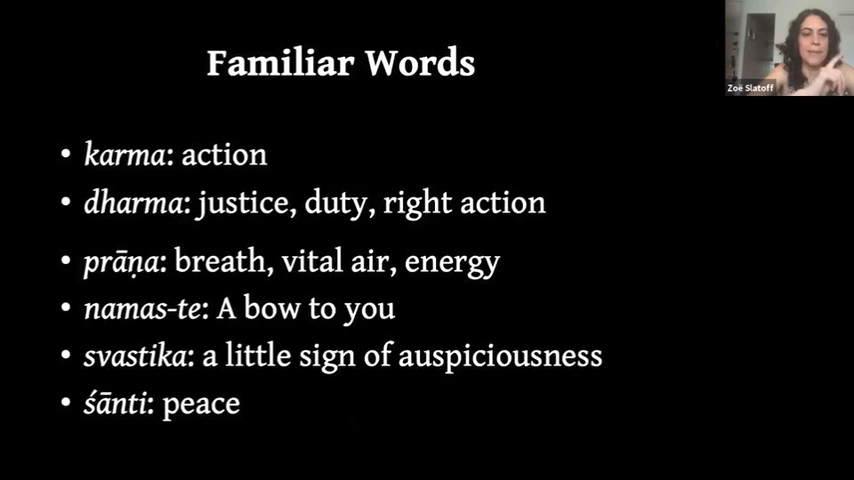 Familiar Words
Zoë Slatoff
• karma: action
• dharma: justice, duty, right action
• prāṇa: breath, vital air, energy
• namas-te: A bow to you
• svastika: a little sign of auspiciousness
• śānti: peace